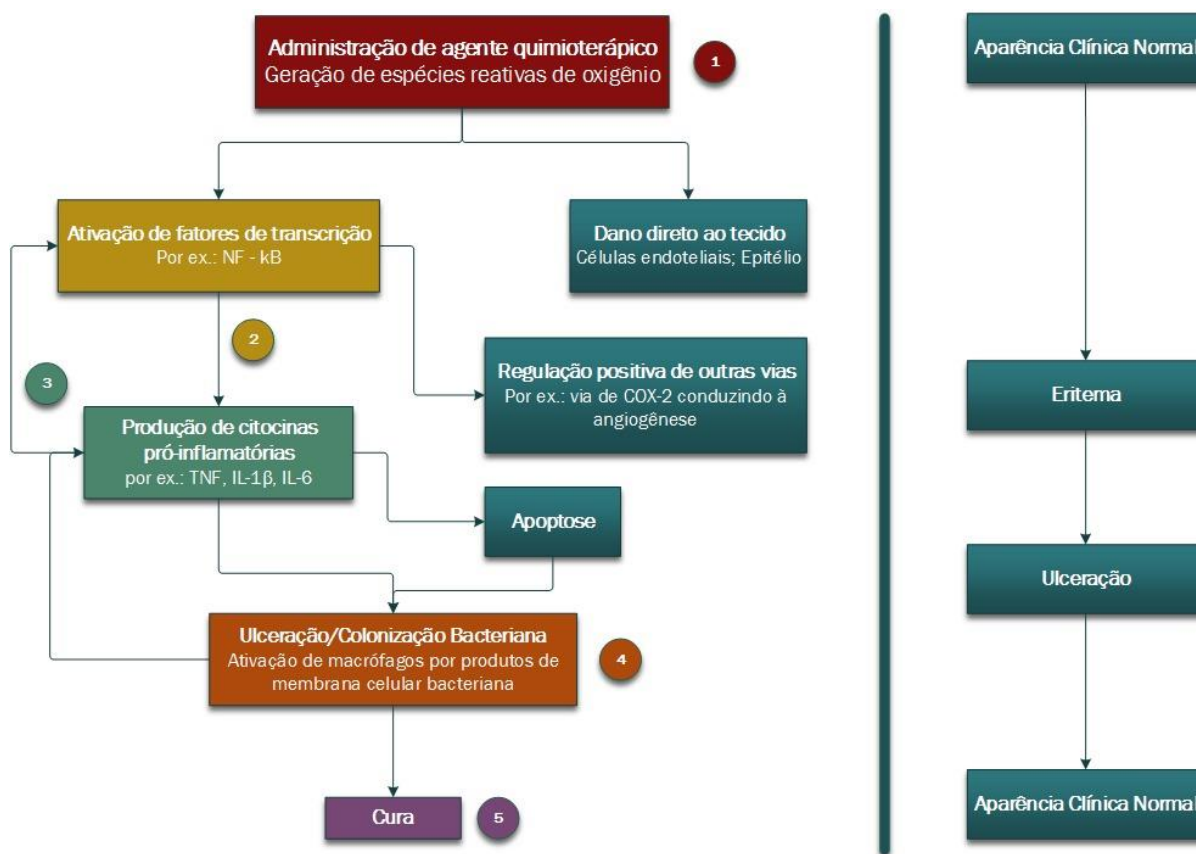 Administração de agente quimioterápico
Geração de espécies reativas de oxigênio
1
Aparência Clínica Normal
Ativação de fatores de transcrição
Por ex.: NF - kB
Dano direto ao tecido
Células endoteliais; Epitélio
2
3
Regulação positiva de outras vias
Por ex.: via de COX-2 conduzindo à
angiogênese
Eritema
Produção de citocinas
pró-inflamatórias
por ex.: TNF, IL-1β, IL-6
Apoptose
Ulceração
Ulceração/Colonização Bacteriana
Ativação de macrófagos por produtos de
membrana celular bacteriana
4
Cura
5
Aparência Clínica Normal